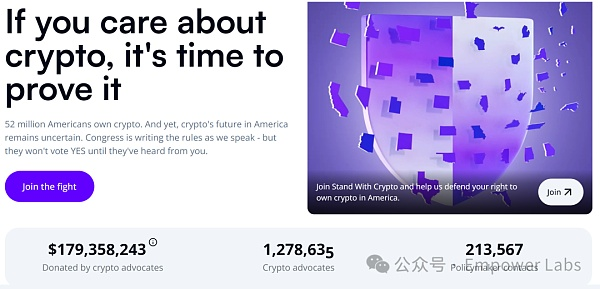 If you care about
crypto, it's time to
prove it
52 million Americans own crypto. And yet, crypto's future in America
remains uncertain. Congress is writing the rules as we speak - but
they won't vote YES until they've heard from you.
Join the fight
Join Stand With Crypto and help us defend your right to
own crypto in America.
Join
$179,358,243
Donated by crypto advocates
1,278,635
Crypto advocates
213,567
Policymaker contacts
公众号 · Empower Labs